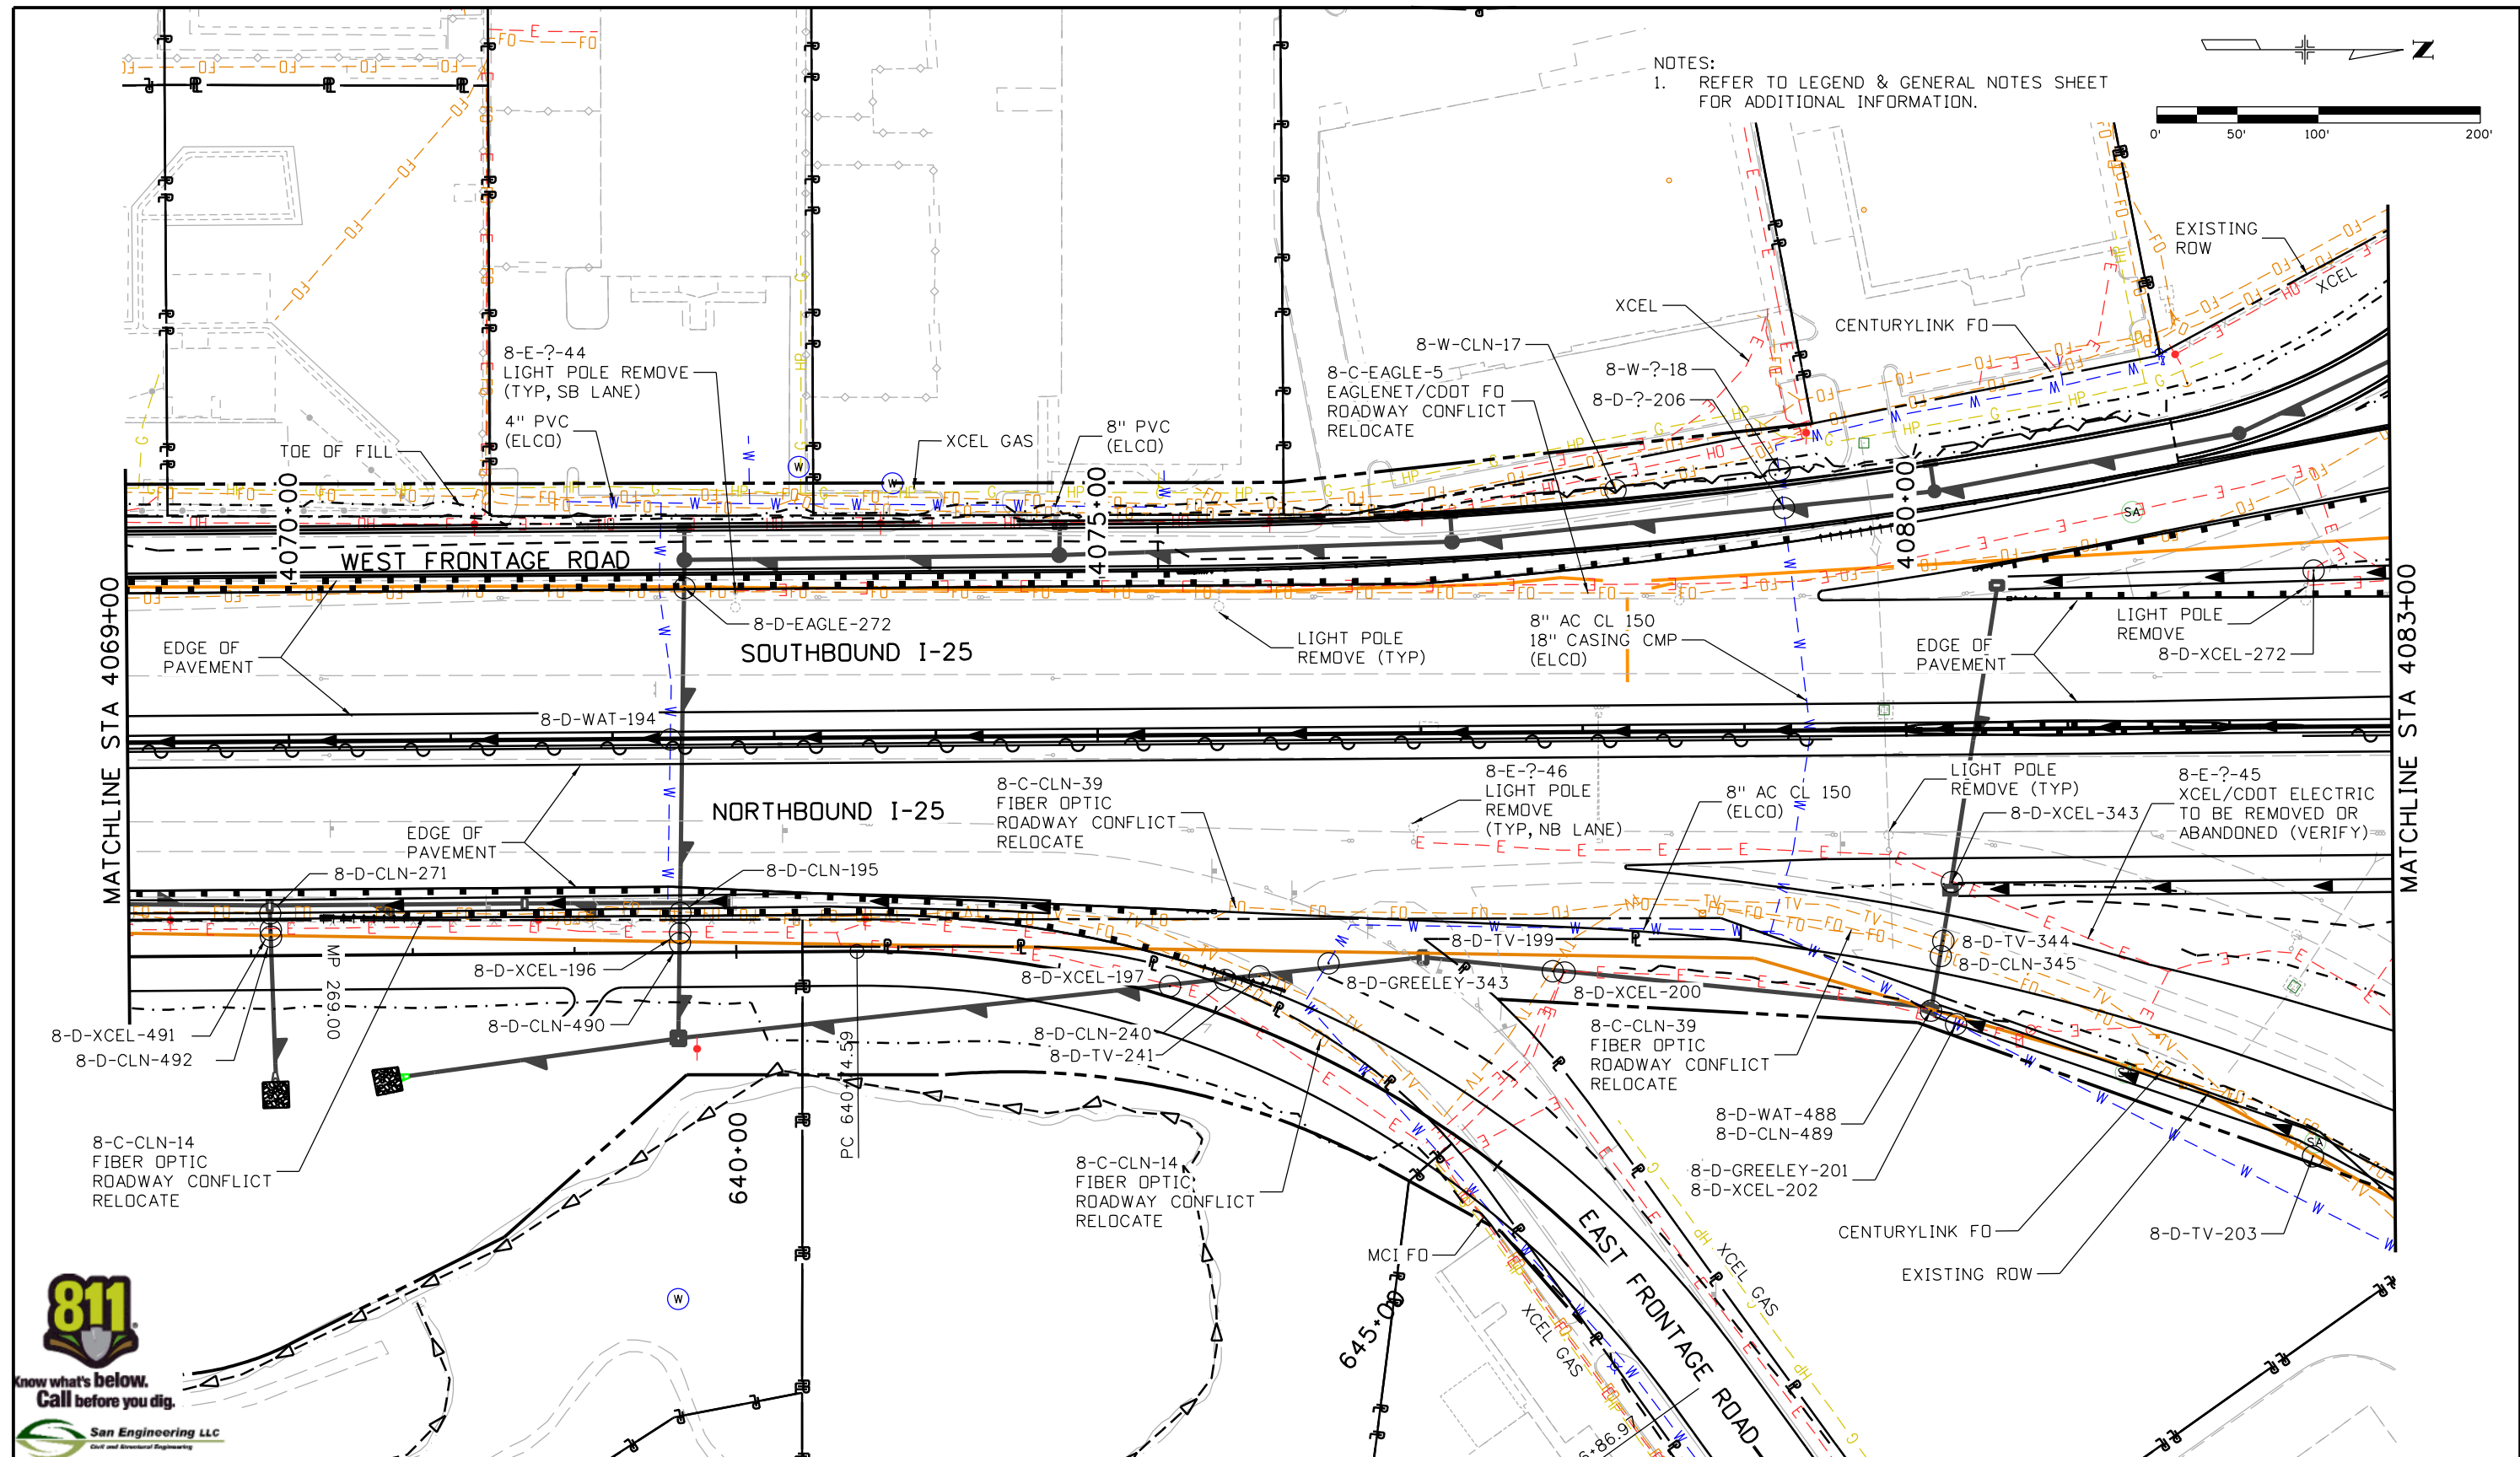 NOTES:
1. REFER TO LEGEND & GENERAL NOTES SHEET
FOR ADDITIONAL INFORMATION.
N
0' 50' 100' 200'
EXISTING
ROW
XCEL
XCEL
CENTURYLINK FO
8-W-CLN-17
8-W-?-18
8-D-?-206
8-C-EAGLE-5
EAGLENET/CDOT FO
ROADWAY CONFLICT
RELOCATE
8-E-?-44
LIGHT POLE REMOVE
(TYP, SB LANE)
4" PVC
(ELCO)
TOE OF FILL
XCEL GAS
8" PVC
(ELCO)
4070+00
4075+00
4080+00
WEST FRONTAGE ROAD
MATCHLINE STA 4069+00
MATCHLINE STA 4083+00
EDGE OF
PAVEMENT
8-D-EAGLE-272
SOUTHBOUND I-25
LIGHT POLE
REMOVE (TYP)
8" AC CL 150
18" CASING CMP
(ELCO)
EDGE OF
PAVEMENT
LIGHT POLE
REMOVE
8-D-XCEL-272
8-D-WAT-194
NORTHBOUND I-25
8-C-CLN-39
FIBER OPTIC
ROADWAY CONFLICT
RELOCATE
8-E-?-46
LIGHT POLE
REMOVE
(TYP, NB LANE)
8" AC CL 150
(ELCO)
LIGHT POLE
REMOVE (TYP)
8-D-XCEL-343
8-E-?-45
XCEL/CDOT ELECTRIC
TO BE REMOVED OR
ABANDONED (VERIFY)
EDGE OF
PAVEMENT
8-D-CLN-271
8-D-CLN-195
MP 269.00
8-D-XCEL-196
8-D-CLN-490
8-D-XCEL-491
8-D-CLN-492
8-D-XCEL-197
8-D-TV-199
8-D-GREELEY-343
8-D-XCEL-200
8-D-TV-344
8-D-CLN-345
8-D-CLN-240
8-D-TV-241
8-C-CLN-39
FIBER OPTIC
ROADWAY CONFLICT
RELOCATE
8-D-WAT-488
8-D-CLN-489
8-D-GREELEY-201
8-D-XCEL-202
8-C-CLN-14
FIBER OPTIC
ROADWAY CONFLICT
RELOCATE
640+00
PC 640+74.59
8-C-CLN-14
FIBER OPTIC
ROADWAY CONFLICT
RELOCATE
MCI FO
645+00
EAST FRONTAGE ROAD
XCEL GAS
XCEL GAS
CENTURYLINK FO
EXISTING ROW
8-D-TV-203
811
Know what's below.
Call before you dig.
San Engineering LLC
Civil and Structural Engineering